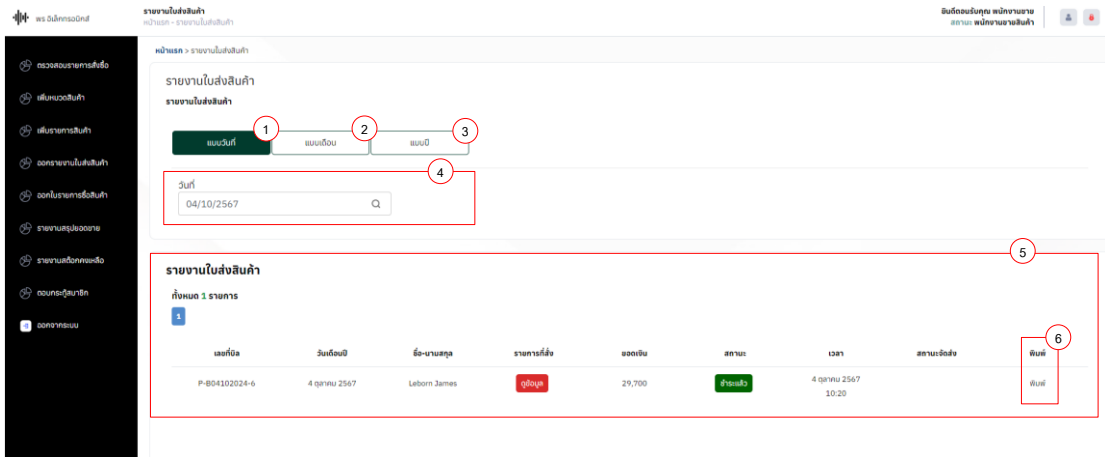 พร อิเล็กทรอนิกส์
รายงานใบส่งสินค้า
หน้าแรก - รายงานใบส่งสินค้า
ยินดีตอนรับคุณ พนักงานขาย
สถานะ พนักงานขายสินค้า
ตรวจสอบรายการสั่งซื้อ
เพิ่มหมวดสินค้า
เพิ่มรายการสินค้า
ออกรายงานใบส่งสินค้า
ออกใบรายการซื้อสินค้า
รายงานสรุปยอดขาย
รายงานสต๊อกคงเหลือ
ตอบกระทู้สมาชิก
ออกจากระบบ
หน้าแรก > รายงานใบส่งสินค้า
รายงานใบส่งสินค้า
รายงานใบส่งสินค้า
1 2 3
แบบวันที่ แบบเดือน แบบปี
4
วันที่
04/10/2567
5
รายงานใบส่งสินค้า
ทั้งหมด 1 รายการ
1
6
เลขที่บิล วันเดือนปี ชื่อ-นามสกุล รายการที่สั่ง ยอดเงิน สถานะ เวลา สถานะจัดส่ง พิมพ์
P-B04102024-6 4 ตุลาคม 2567 Leborn James ดูข้อมูล 29,700 ชำระแล้ว 4 ตุลาคม 2567 พิมพ์
10:20